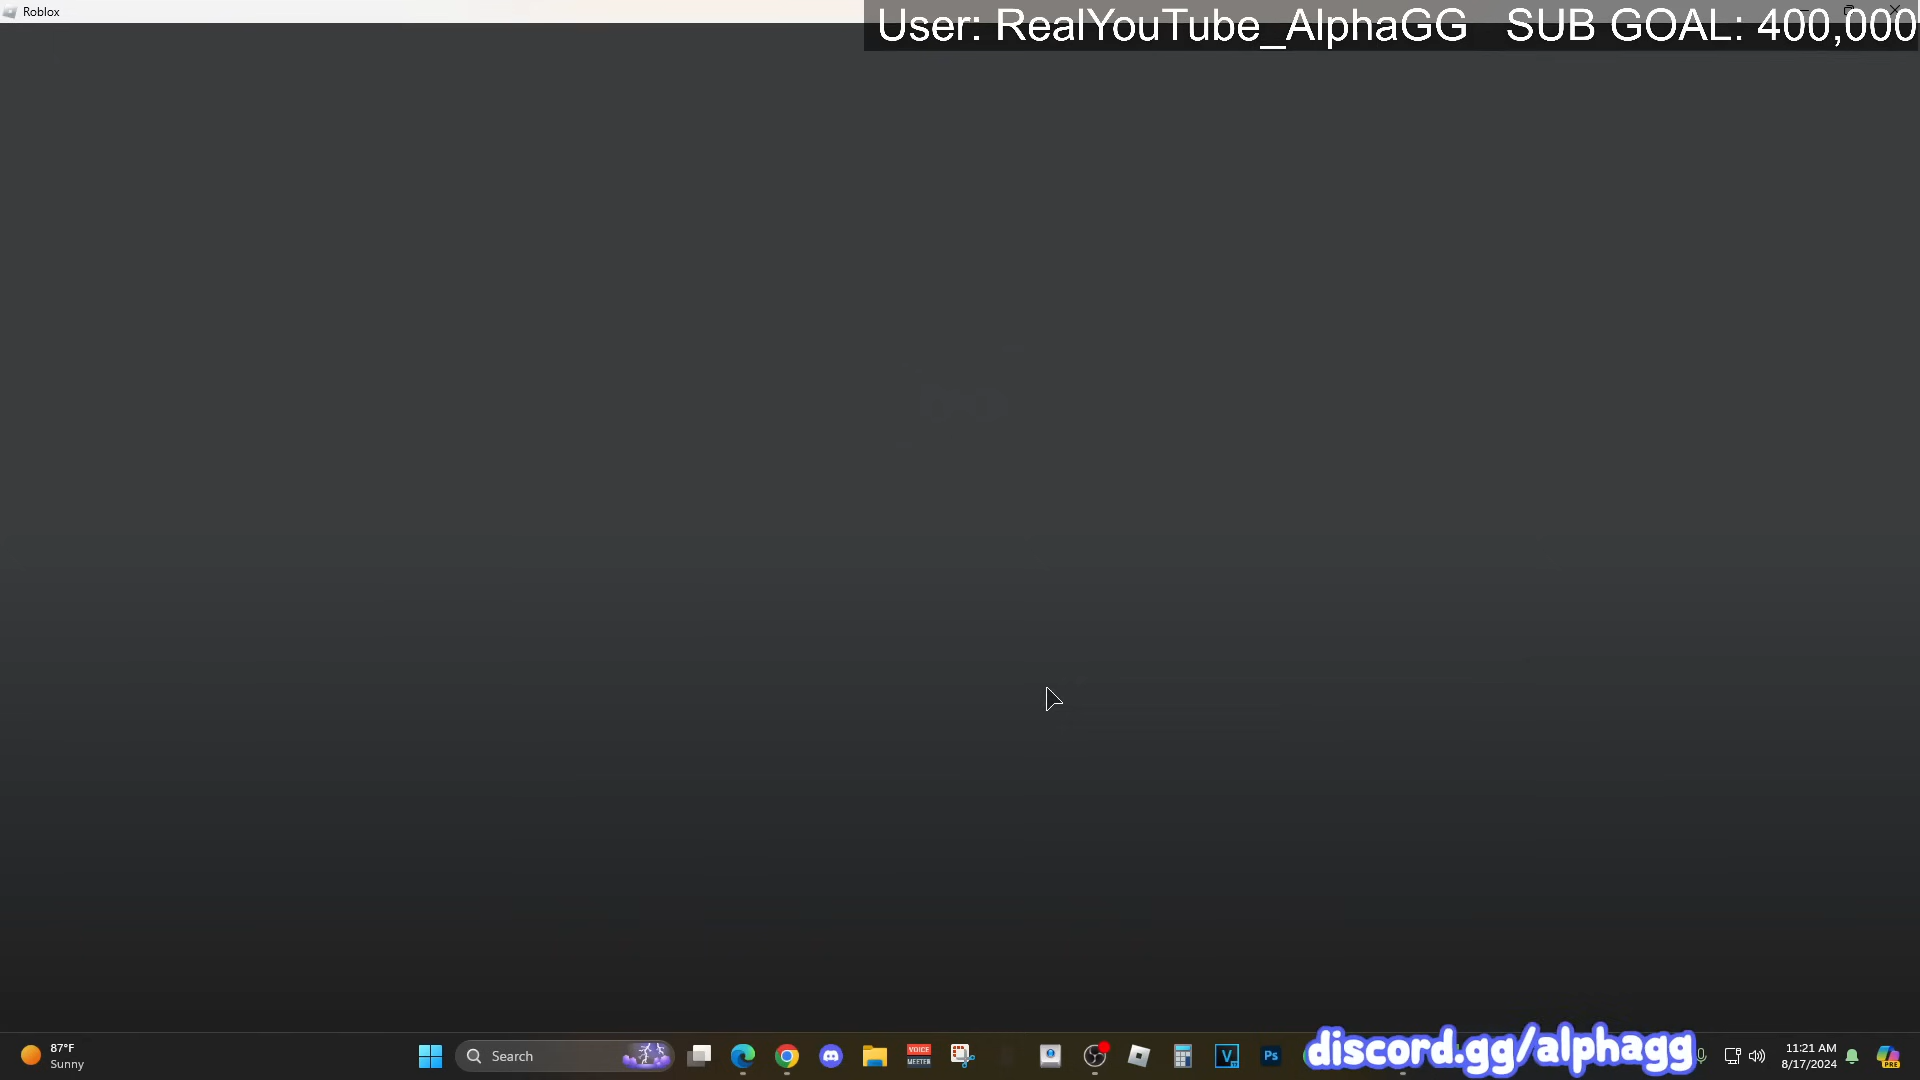 Roblox
User: RealYouTube_AlphaGG SUB GOAL: 400,000
87°F
Sunny
Search
VOICE
MEETER
V
Ps
discord.gg/alphagg
11:21 AM
8/17/2024
PRE